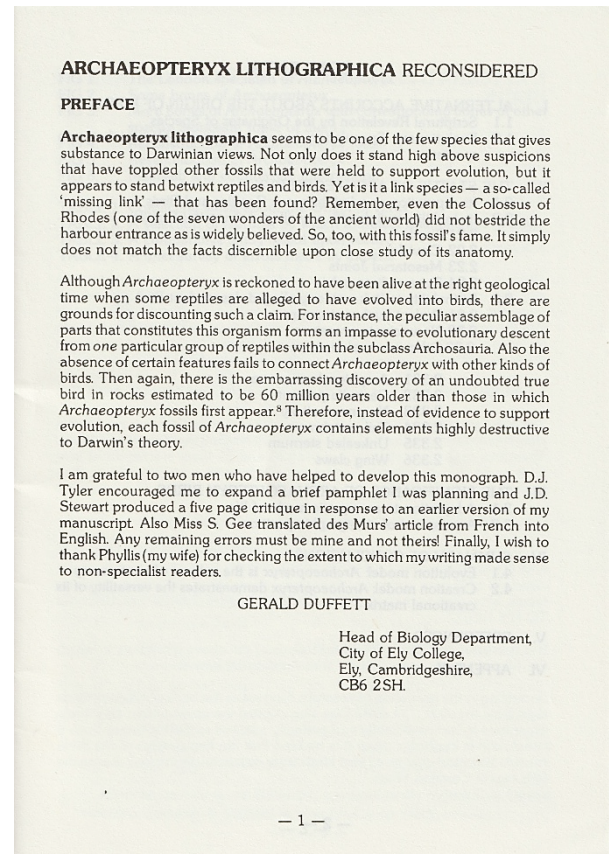 ARCHAEOPTERYX LITHOGRAPHICA RECONSIDERED
PREFACE
Archaeopteryx lithographica seems to be one of the few species that gives
substance to Darwinian views. Not only does it stand high above suspicions
that have toppled other fossils that were held to support evolution, but it
appears to stand betwixt reptiles and birds. Yet is it a link species — a so-called
‘missing link’ — that has been found? Remember, even the Colossus of
Rhodes (one of the seven wonders of the ancient world) did not bestride the
harbour entrance as is widely believed. So, too, with this fossil's fame. It simply
does not match the facts discernible upon close study of its anatomy.
Although Archaeopteryx is reckoned to have been alive at the right geological
time when some reptiles are alleged to have evolved into birds, there are
grounds for discounting such a claim. For instance, the peculiar assemblage of
parts that constitutes this organism forms an impasse to evolutionary descent
from one particular group of reptiles within the subclass Archosauria. Also the
absence of certain features fails to connect Archaeopteryx with other kinds of
birds. Then again, there is the embarrassing discovery of an undoubted true
bird in rocks estimated to be 60 million years older than those in which
Archaeopteryx fossils first appear.⁸ Therefore, instead of evidence to support
evolution, each fossil of Archaeopteryx contains elements highly destructive
to Darwin's theory.
I am grateful to two men who have helped to develop this monograph. D.J.
Tyler encouraged me to expand a brief pamphlet I was planning and J.D.
Stewart produced a five page critique in response to an earlier version of my
manuscript. Also Miss S. Gee translated des Murs' article from French into
English. Any remaining errors must be mine and not theirs! Finally, I wish to
thank Phyllis (my wife) for checking the extent to which my writing made sense
to non-specialist readers.
GERALD DUFFETT
Head of Biology Department,
City of Ely College,
Ely, Cambridgeshire,
CB6 2SH.
— 1 —